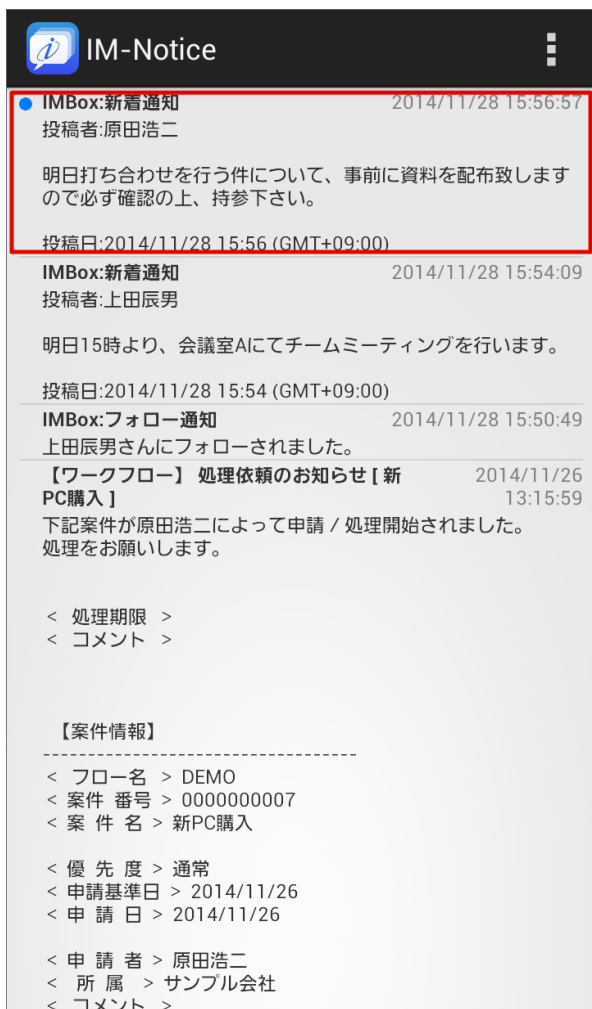 IM-Notice
IMBox:新着通知 2014/11/28 15:56:57
投稿者:原田浩二
明日打ち合わせを行う件について、事前に資料を配布致します
ので必ず確認の上、持参下さい。
投稿日:2014/11/28 15:56 (GMT+09:00)
IMBox:新着通知 2014/11/28 15:54:09
投稿者:上田辰男
明日15時より、会議室Aにてチームミーティングを行います。
投稿日:2014/11/28 15:54 (GMT+09:00)
IMBox:フォロー通知 2014/11/28 15:50:49
上田辰男さんにフォローされました。
【ワークフロー】 処理依頼のお知らせ [ 新 2014/11/26
PC購入 ] 13:15:59
下記案件が原田浩二によって申請 / 処理開始されました。
処理をお願いします。
< 処理期限 >
< コメント >
【案件情報】
-----------------------------------
< フロー名 > DEMO
< 案件 番号 > 0000000007
< 案 件 名 > 新PC購入
< 優 先 度 > 通常
< 申請基準日 > 2014/11/26
< 申 請 日 > 2014/11/26
< 申 請 者 > 原田浩二
< 所 属 > サンプル会社
< コメント >